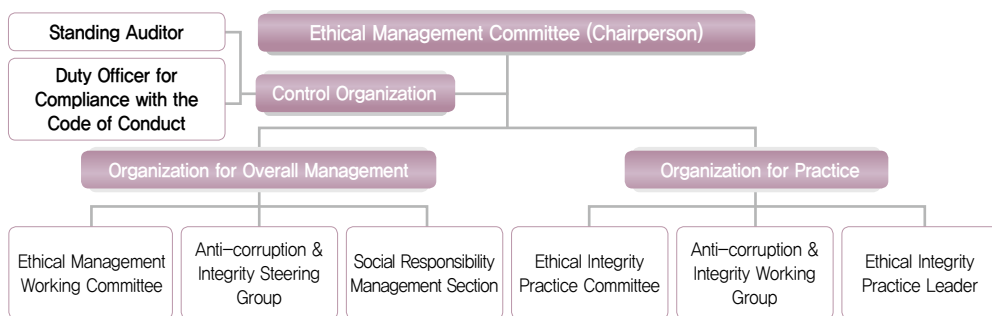 Standing Auditor
Ethical Management Committee (Chairperson)
Duty Officer for
Compliance with the
Code of Conduct
Control Organization
Organization for Overall Management
Organization for Practice
Ethical Management
Working Committee
Anti-corruption &
Integrity Steering
Group
Social Responsibility
Management Section
Ethical Integrity
Practice Committee
Anti-corruption &
Integrity Working
Group
Ethical Integrity
Practice Leader